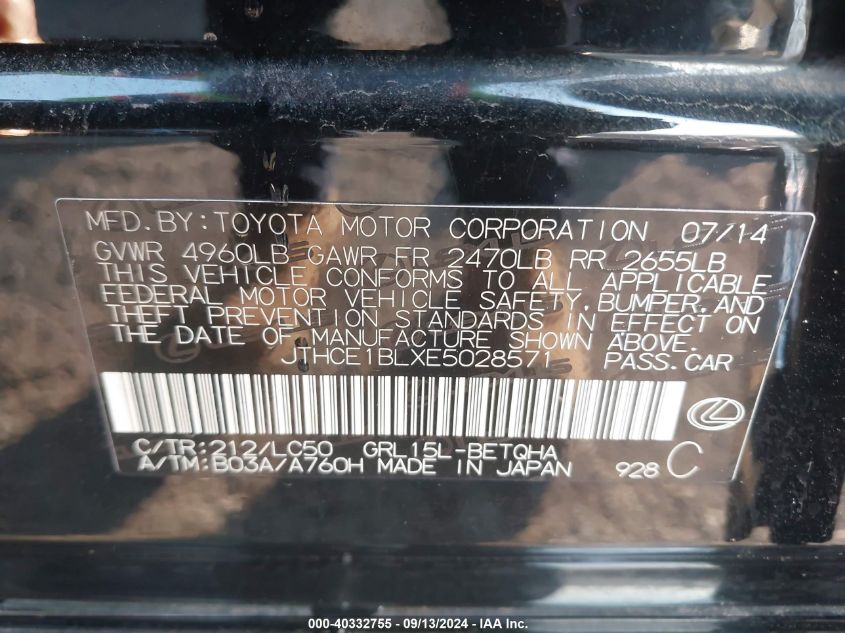 MFD. BY: TOYOTA MOTOR CORPORATION 07/14
GVWR 4960LB GAWR FR 2470LB RR 2655LB
THIS VEHICLE CONFORMS TO ALL APPLICABLE
FEDERAL MOTOR VEHICLE SAFETY, BUMPER, AND
THEFT PREVENTION STANDARDS IN EFFECT ON
THE DATE OF MANUFACTURE SHOWN ABOVE.
JTHCE1BLXE5028571 PASS. CAR
C/TR: 212/LC50 GRL15L-BETQHA
A/TM: B03A/A760H MADE IN JAPAN 928 C
000-40332755 - 09/13/2024 - IAA Inc.